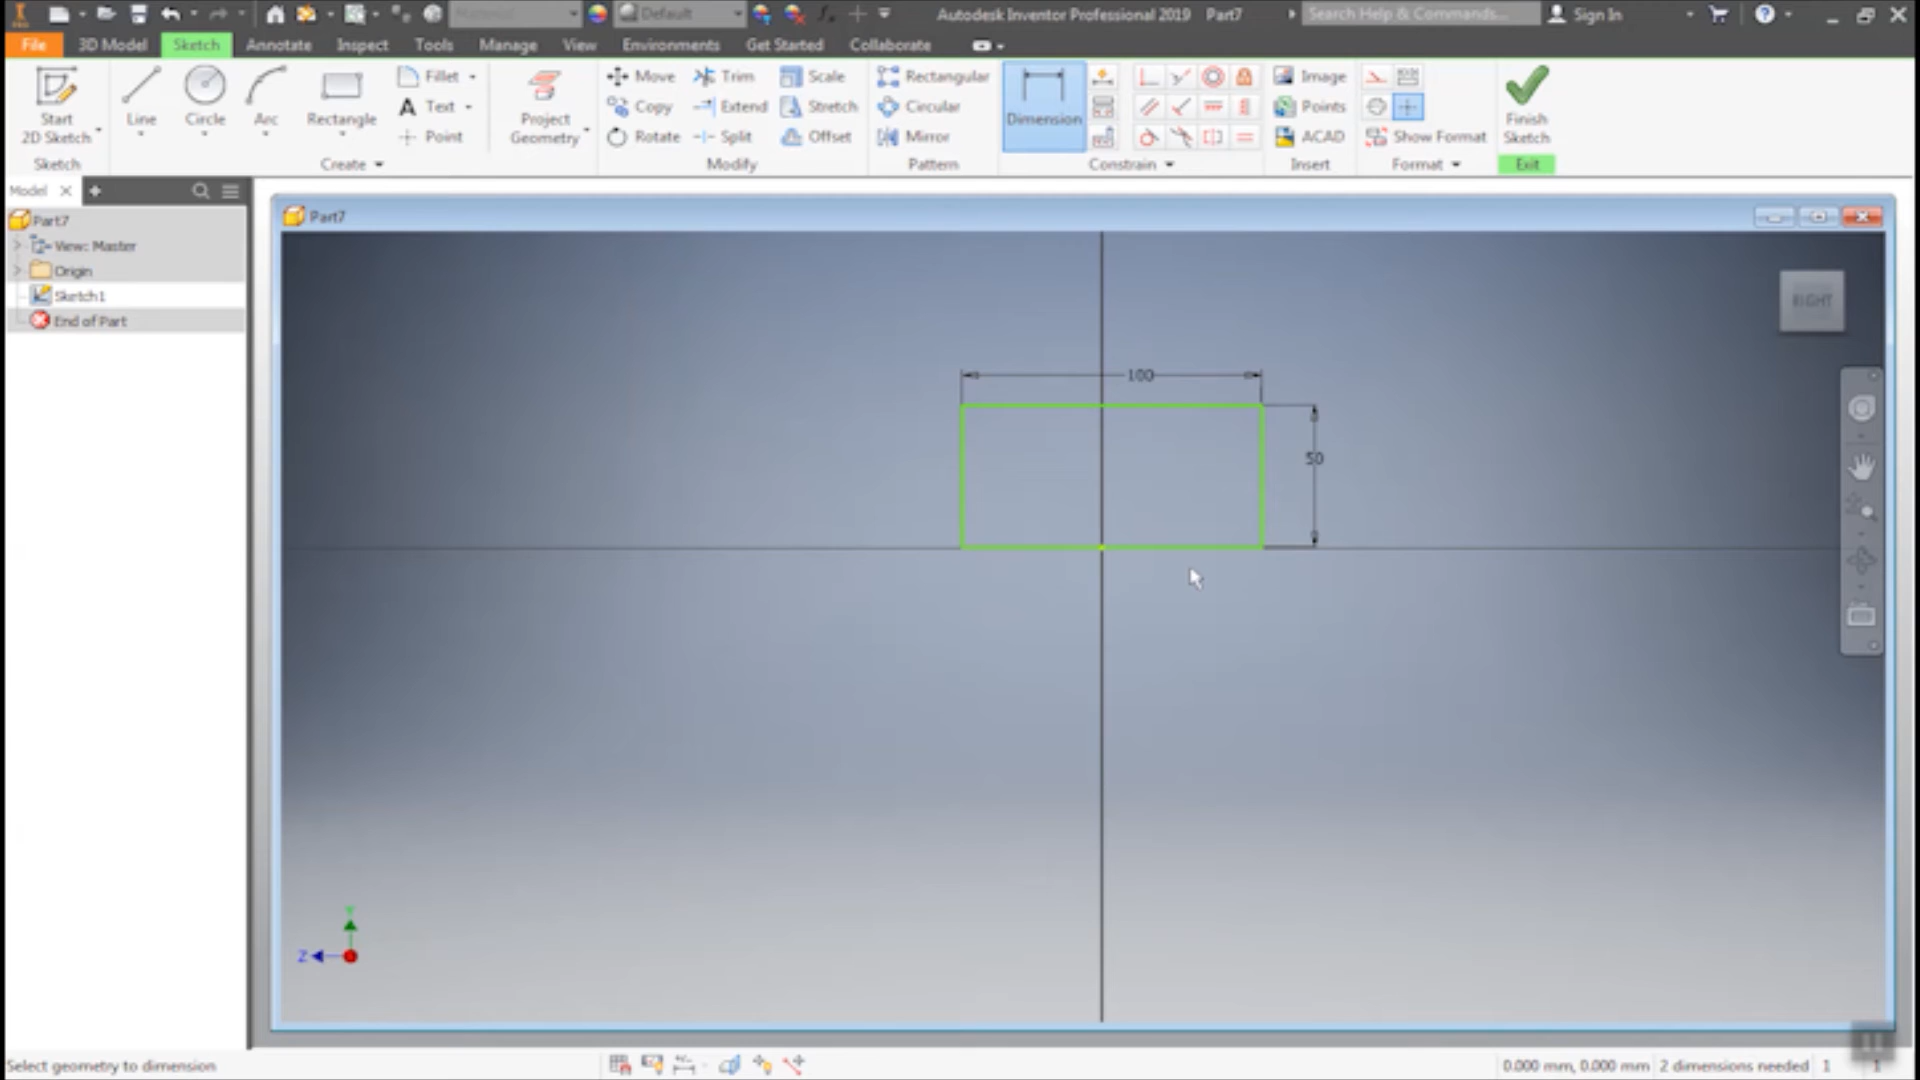 Default
Autodesk Inventor Professional 2019 Part7
Search Help & Commands...
Sign In
File 3D Model Sketch Annotate Inspect Tools Manage View Environments Get Started Collaborate
Start
2D Sketch
Line
Circle
Arc
Rectangle
Fillet
Text
Point
Project
Geometry
Move
Copy
Rotate
Trim
Extend
Split
Scale
Stretch
Offset
Rectangular
Circular
Mirror
Dimension
Image
Points
ACAD
Show Format
Finish
Sketch
Sketch Create Modify Pattern Constrain Insert Format Exit
Model
Part7
View: Master
Origin
Sketch1
End of Part
Part7
RIGHT
100
50
Y
Z
Select geometry to dimension
0.000 mm, 0.000 mm 2 dimensions needed 1 1